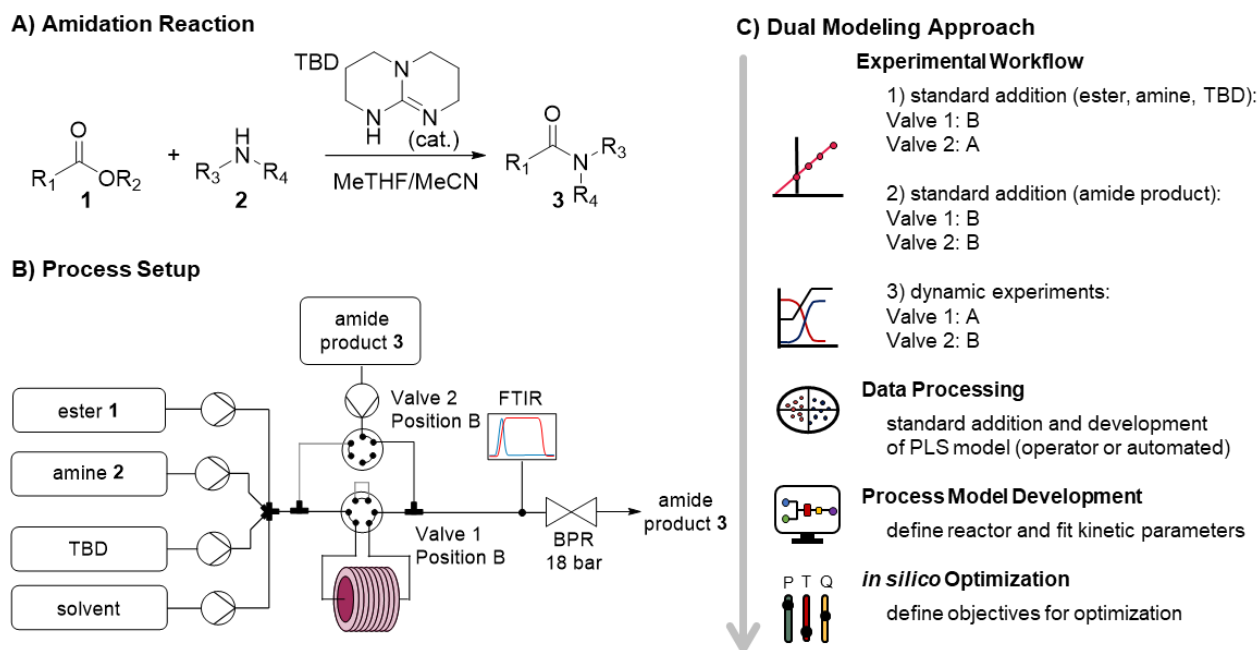 A) Amidation Reaction
TBD
N
N
H
N
(cat.)
O
R1
OR2
1
+
H
N
R3
R4
2
MeTHF/MeCN
O
R1
N
R3
R4
3
B) Process Setup
amide
product 3
ester 1
amine 2
TBD
solvent
Valve 2
Position B
FTIR
Valve 1
Position B
BPR
18 bar
amide
product 3
C) Dual Modeling Approach
Experimental Workflow
1) standard addition (ester, amine, TBD):
Valve 1: B
Valve 2: A
2) standard addition (amide product):
Valve 1: B
Valve 2: B
3) dynamic experiments:
Valve 1: A
Valve 2: B
Data Processing
standard addition and development
of PLS model (operator or automated)
Process Model Development
define reactor and fit kinetic parameters
P T Q
in silico Optimization
define objectives for optimization